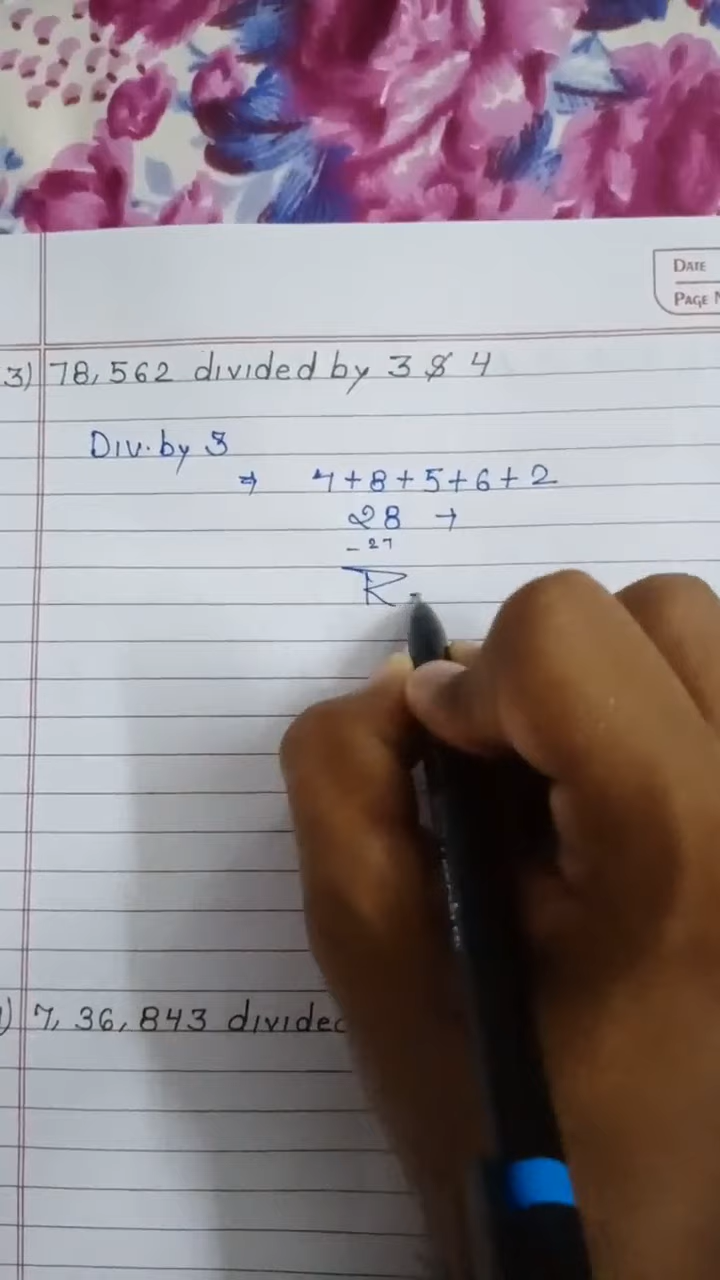 DATE
PAGE N
3) 78,562 divided by 3 & 4
Div. by 3
⇒ 7+8+5+6+2
28 →
- 27
R
) 7, 36, 843 divided